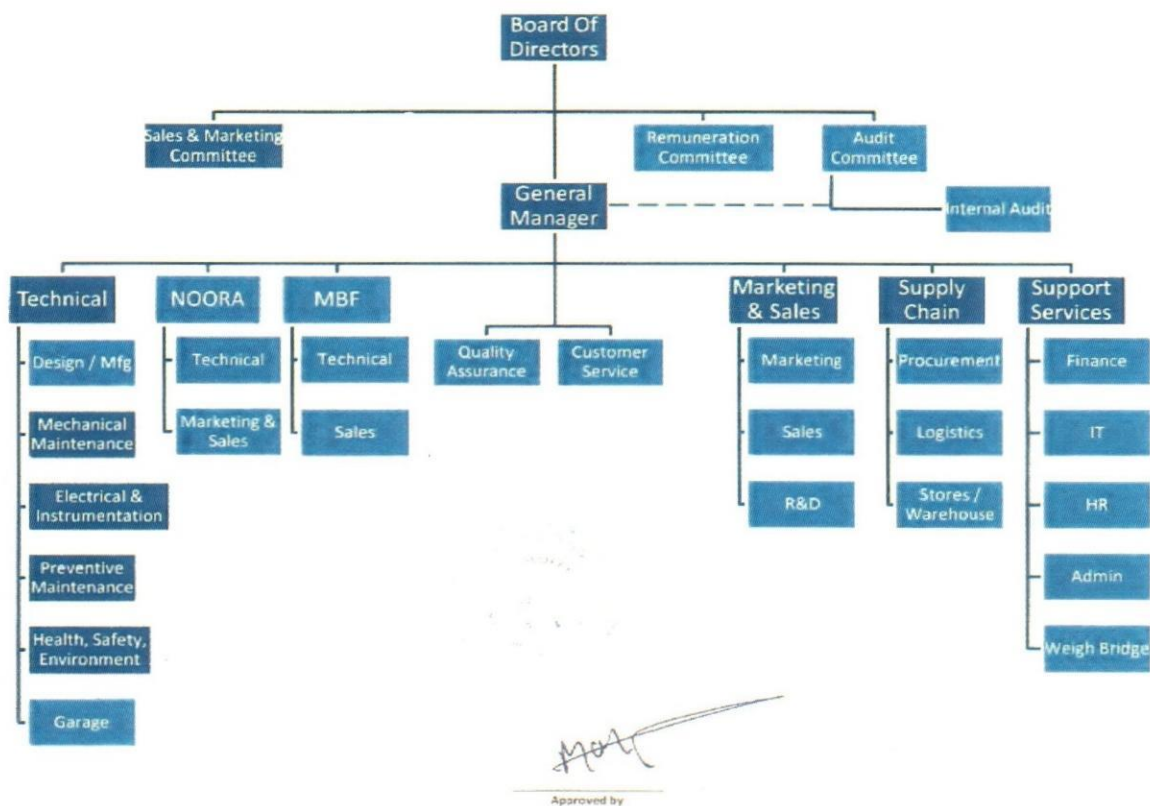 Board Of
Directors
Sales & Marketing
Committee
Remuneration
Committee
Audit
Committee
General
Manager
Internal Audit
Technical
NOORA
MBF
Marketing
& Sales
Supply
Chain
Support
Services
Design / Mfg
Technical
Technical
Quality
Assurance
Customer
Service
Marketing
Procurement
Finance
Mechanical
Maintenance
Marketing &
Sales
Sales
Sales
Logistics
IT
Electrical &
Instrumentation
R&D
Stores /
Warehouse
HR
Preventive
Maintenance
Admin
Health, Safety,
Environment
Weigh Bridge
Garage
Approved by